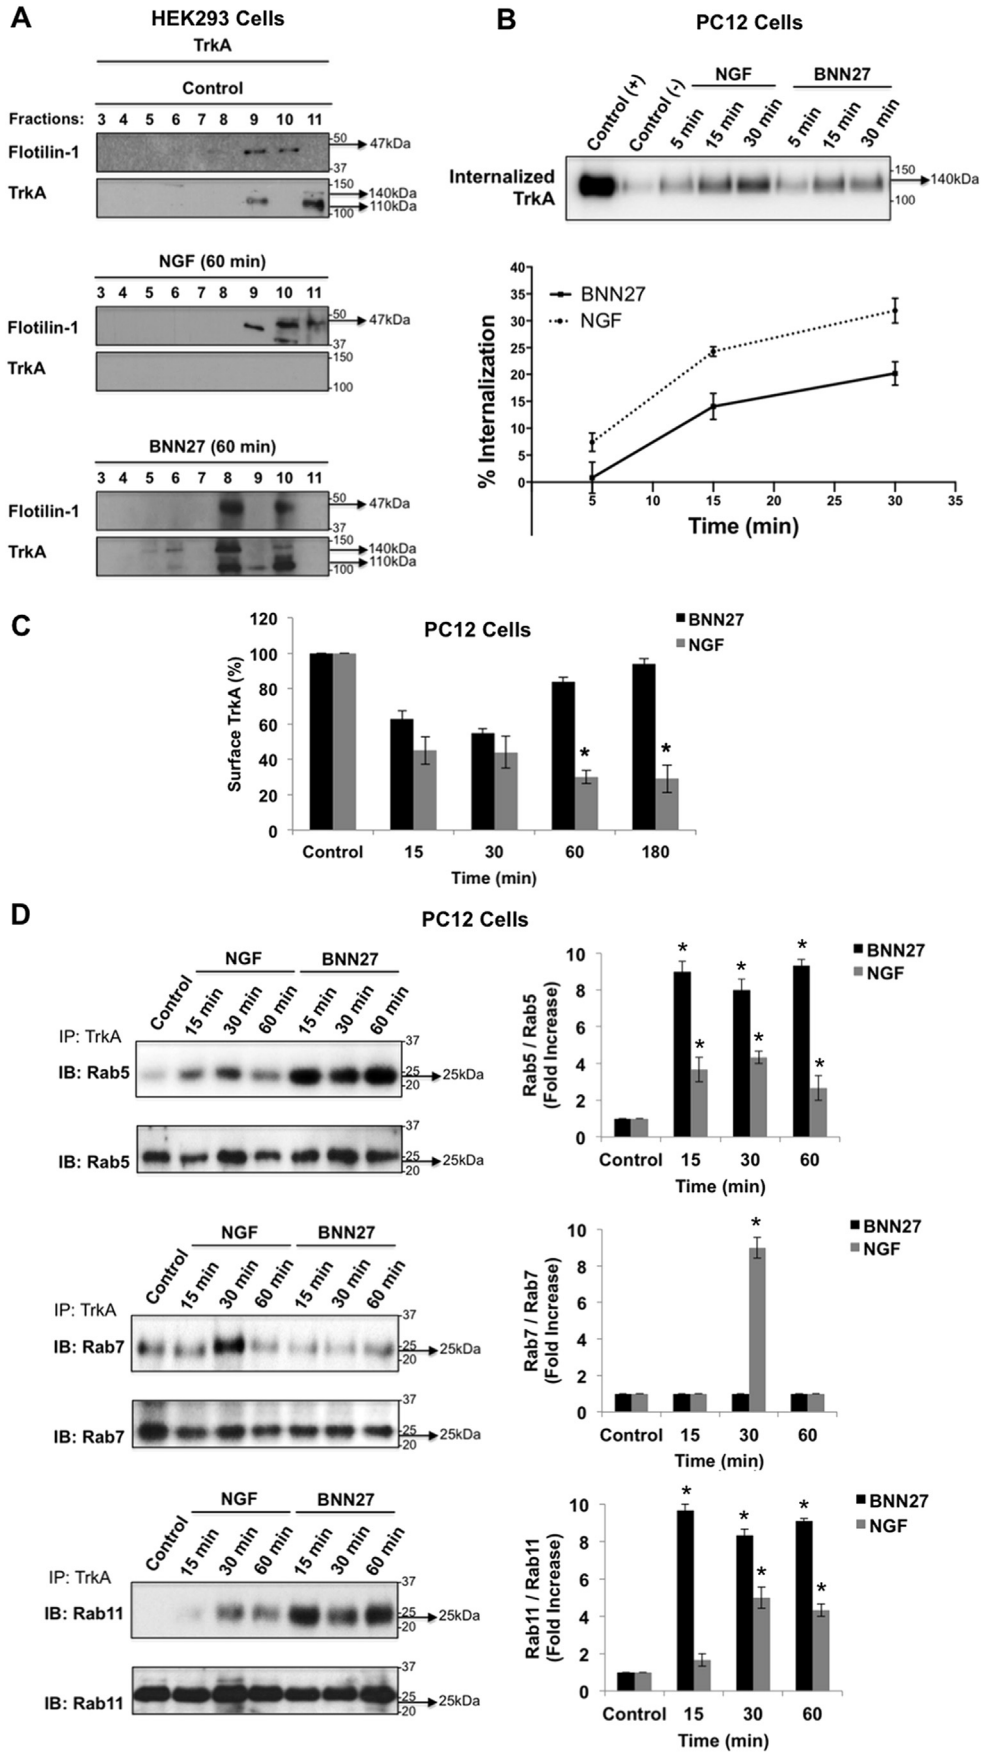 A
HEK293 Cells
TrkA
Control
Fractions: 3 4 5 6 7 8 9 10 11
Flotilin-1
50
47kDa
37
TrkA
150
140kDa
110kDa
100
NGF (60 min)
3 4 5 6 7 8 9 10 11
Flotilin-1
50
47kDa
37
TrkA
150
100
BNN27 (60 min)
3 4 5 6 7 8 9 10 11
Flotilin-1
50
47kDa
37
TrkA
150
140kDa
110kDa
100
B
PC12 Cells
NGF BNN27
Control (+) Control (-) 5 min 15 min 30 min 5 min 15 min 30 min
Internalized
TrkA
150
140kDa
100
40
35
30
25
20
15
10
5
0
% Internalization
BNN27
NGF
5 10 15 20 25 30 35
Time (min)
C
PC12 Cells
BNN27
NGF
120
100
80
60
40
20
0
Surface TrkA (%)
* *
Control 15 30 60 180
Time (min)
D
PC12 Cells
NGF BNN27
Control 15 min 30 min 60 min 15 min 30 min 60 min
IP: TrkA
IB: Rab5
37
25
20
25kDa
IB: Rab5
37
25
20
25kDa
10
8
6
4
2
0
Rab5 / Rab5
(Fold Increase)
* * * * * *
BNN27
NGF
Control 15 30 60
Time (min)
NGF BNN27
Control 15 min 30 min 60 min 15 min 30 min 60 min
IP: TrkA
IB: Rab7
37
25
20
25kDa
IB: Rab7
37
25
20
25kDa
10
8
6
4
2
0
Rab7 / Rab7
(Fold Increase)
*
BNN27
NGF
Control 15 30 60
Time (min)
NGF BNN27
Control 15 min 30 min 60 min 15 min 30 min 60 min
IP: TrkA
IB: Rab11
37
25
20
25kDa
IB: Rab11
37
25
20
25kDa
10
8
6
4
2
0
Rab11 / Rab11
(Fold Increase)
* * * * *
BNN27
NGF
Control 15 30 60
Time (min)